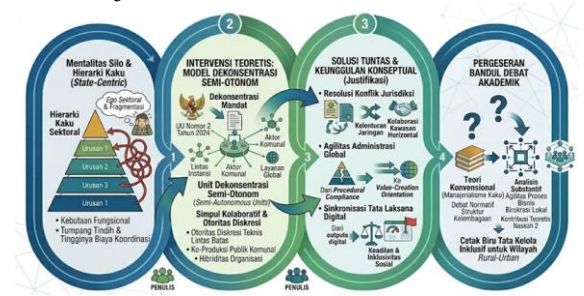 2
3
Mentalitas Silo &
Hierarki Kaku
(State-Centric)
Ego Sektoral
& Fragmentasi
Hierarki
Kaku
Sektoral
Urusan 1
Urusan 2
Urusan 3
Urusan 1
• Kebutaan Fungsional
• Tumpang Tindih &
Tingginya Biaya Koordinasi
1
INTERVENSI TEORETIS:
MODEL DEKONSENTRASI
SEMI-OTONOM
Dekonsentrasi
Mandat
UU Nomor 2
Tahun 2024
Aktor
Komunal
Lintas
Instansi
Aktor
Komunal
Layanan
Global
Unit Dekonsentrasi
Semi-Otonom
(Semi-Autonomous Units)
Simpul Kolaboratif &
Otoritas Diskresi
• Otoritas Diskresi Teknis
Lintas Batas
• Ko-Produksi Publik Komunal
• Hibriditas Organisasi
PENULIS
3
SOLUSI TUNTAS &
KEUNGGULAN KONSEPTUAL
(Justifikasi)
• Resolusi Konflik Jurisdiksi
Kelenturan
Jaringan
Kolaborasi
Kawasan
Horizontal
• Agilitas Administrasi
Global
Dari Procedural
Compliance
Ke
Value-Creation
Orientation
• Sinkronisasi Tata Laksana
Digital
Dari
outputs
digital
Keadilan &
Inklusivitas
Sosial
PENULIS
4
PERGESERAN
BANDUL DEBAT
AKADEMIK
Teori
Konvensional
(Manajerialisme Kaku)
Debat Normatif
Struktur
Kelembagaan
Analisis
Substantif
Agilitas Proses
Bisnis
Birokrasi Lokal
Kontribusi Teoretis
Naskah 2
Cetak Biru Tata Kelola
Inklusif untuk Wilayah
Rural-Urban